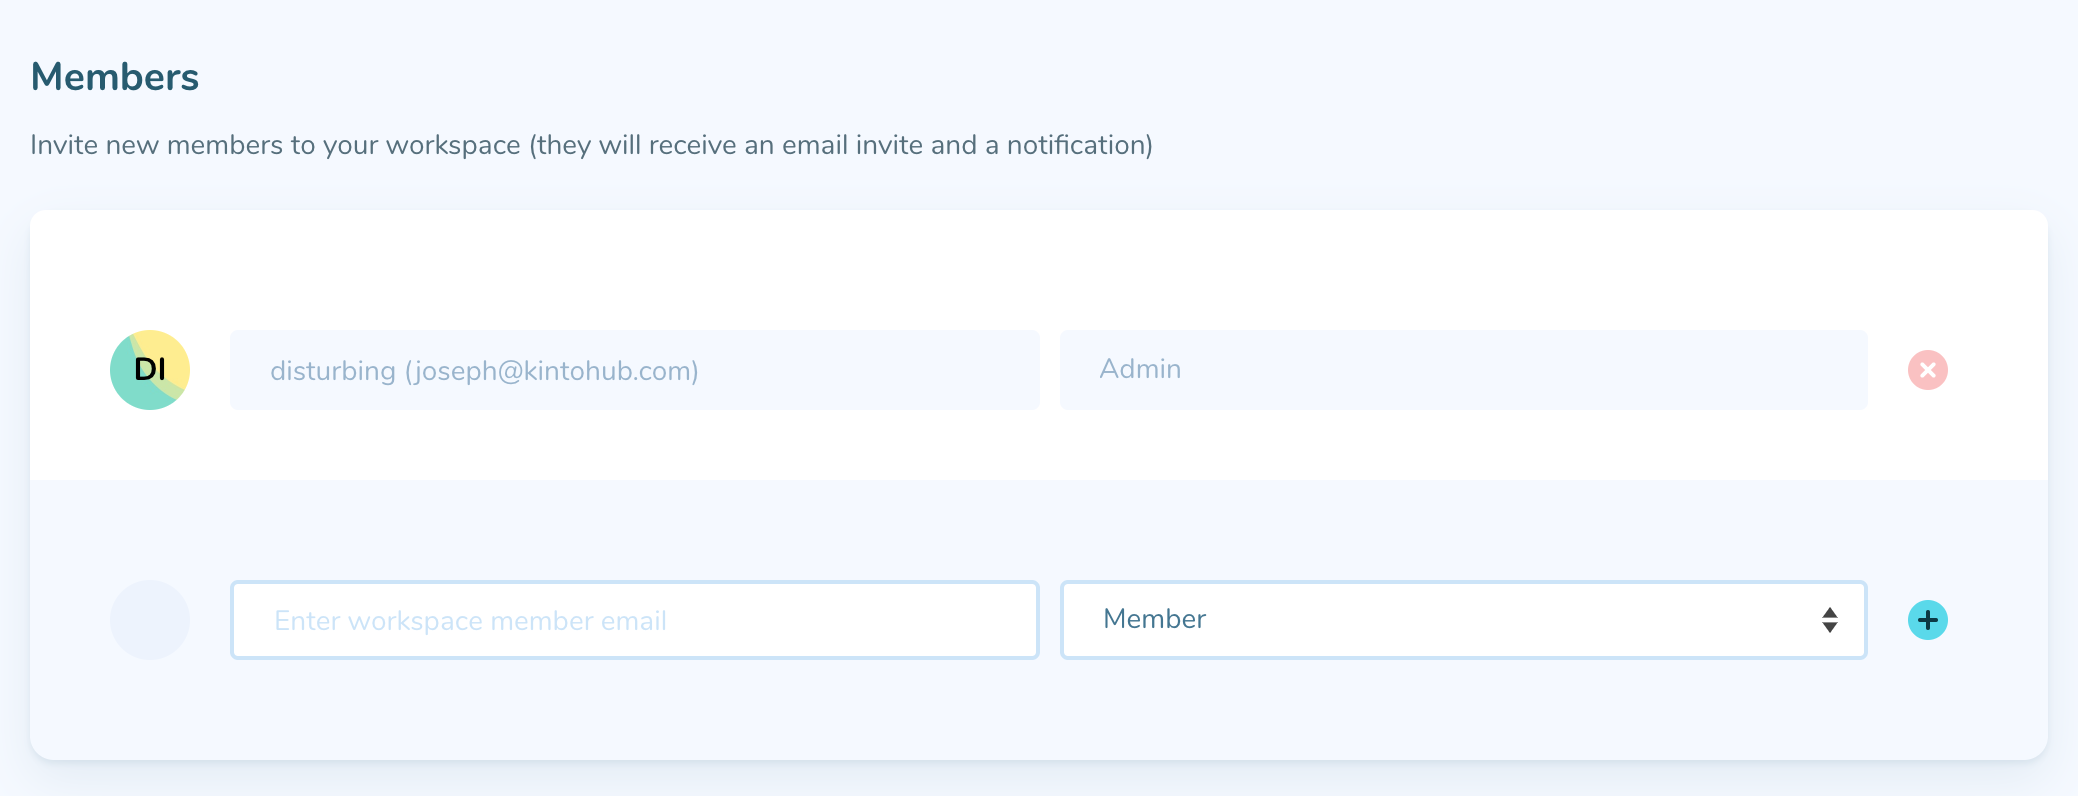 Members
Invite new members to your workspace (they will receive an email invite and a notification)
DI disturbing (joseph@kintohub.com) Admin
Enter workspace member email Member